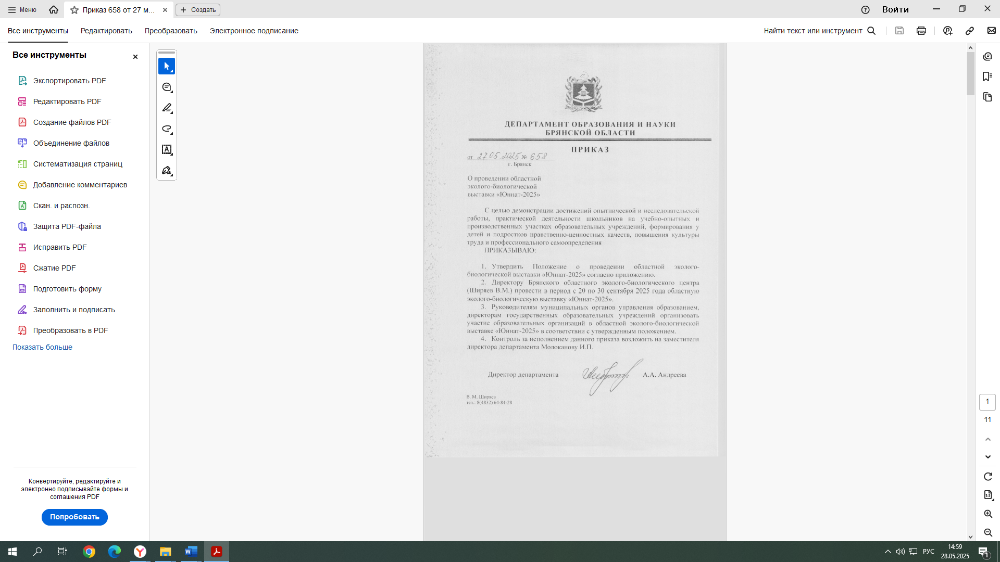 Меню
Приказ 658 от 27 м...
Создать
Войти
Все инструменты
Редактировать
Преобразовать
Электронное подписание
Найти текст или инструмент
Все инструменты
Экспортировать PDF
Редактировать PDF
Создание файлов PDF
Объединение файлов
Систематизация страниц
Добавление комментариев
Скан. и распозн.
Защита PDF-файла
Исправить PDF
Сжатие PDF
Подготовить форму
Заполнить и подписать
Преобразовать в PDF
Показать больше
Конвертируйте, редактируйте и
электронно подписывайте формы и
соглашения PDF
Попробовать
ДЕПАРТАМЕНТ ОБРАЗОВАНИЯ И НАУКИ
БРЯНСКОЙ ОБЛАСТИ
ПРИКАЗ
от 27.05.2025 № 658
г. Брянск
О проведении областной
эколого-биологической
выставки «Юннат-2025»
С целью демонстрации достижений опытнической и исследовательской
работы, практической деятельности школьников на учебно-опытных и
производственных участках образовательных учреждений, формирования у
детей и подростков нравственно-ценностных качеств, повышения культуры
труда и профессионального самоопределения
ПРИКАЗЫВАЮ:
1. Утвердить Положение о проведении областной эколого-
биологической выставки «Юннат-2025» согласно приложению.
2. Директору Брянского областного эколого-биологического центра
(Ширяев В.М.) провести в период с 20 по 30 сентября 2025 года областную
эколого-биологическую выставку «Юннат-2025».
3. Руководителям муниципальных органов управления образованием,
директорам государственных образовательных учреждений организовать
участие образовательных организаций в областной эколого-биологической
выставке «Юннат-2025» в соответствии с утвержденным положением.
4. Контроль за исполнением данного приказа возложить на заместителя
директора департамента Молоканову И.П.
Директор департамента А.А. Андреева
В. М. Ширяев
тел.: 8(4832) 64-84-28
1
11
РУС
14:59
28.05.2025
1